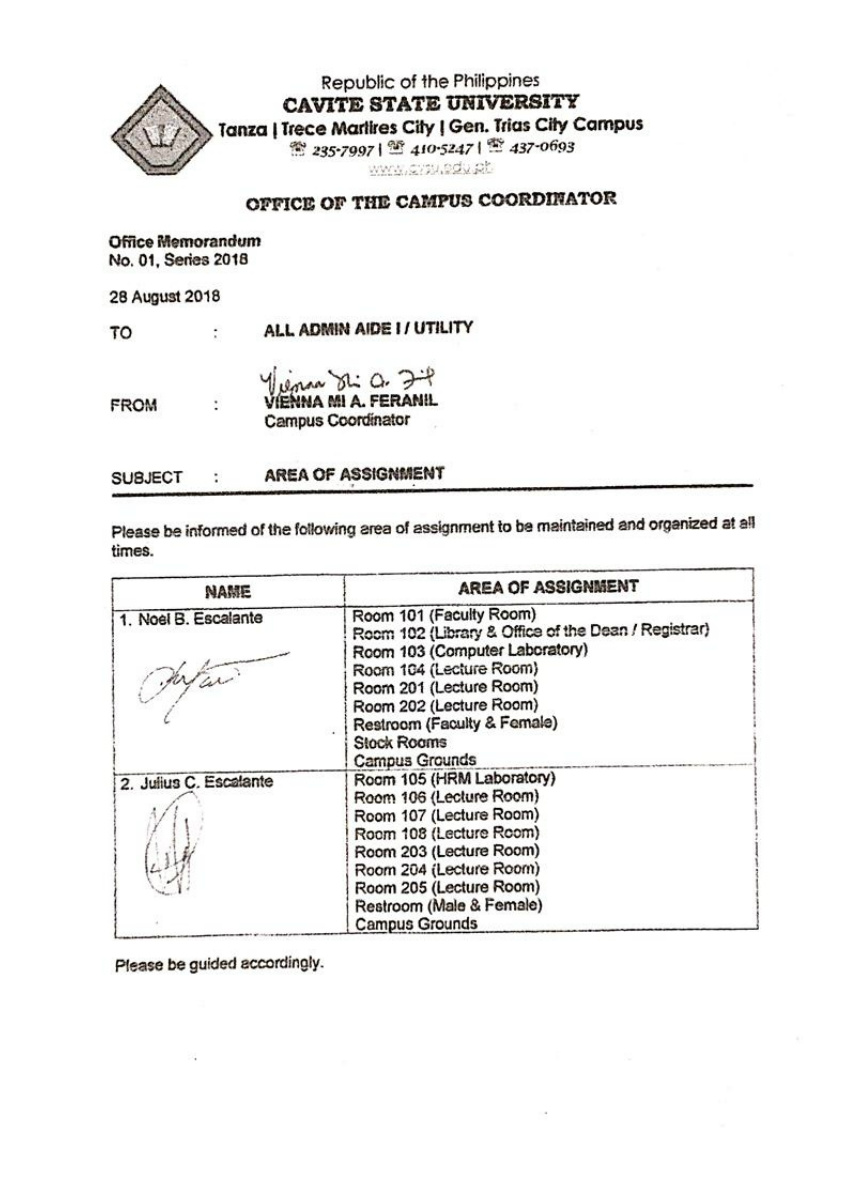 Republic of the Philippines
CAVITE STATE UNIVERSITY
Tanza | Trece Martires City | Gen. Trias City Campus
☏ 235-7997 | ☏ 410-5247 | ☏ 437-0693
www.cvsu.edu.ph
OFFICE OF THE CAMPUS COORDINATOR
Office Memorandum
No. 01, Series 2018
28 August 2018
TO : ALL ADMIN AIDE I / UTILITY
FROM : VIENNA MI A. FERANIL
Campus Coordinator
SUBJECT : AREA OF ASSIGNMENT
Please be informed of the following area of assignment to be maintained and organized at all
times.
NAME AREA OF ASSIGNMENT
1. Noel B. Escalante
Room 101 (Faculty Room)
Room 102 (Library & Office of the Dean / Registrar)
Room 103 (Computer Laboratory)
Room 104 (Lecture Room)
Room 201 (Lecture Room)
Room 202 (Lecture Room)
Restroom (Faculty & Female)
Stock Rooms
Campus Grounds
2. Julius C. Escalante
Room 105 (HRM Laboratory)
Room 106 (Lecture Room)
Room 107 (Lecture Room)
Room 108 (Lecture Room)
Room 203 (Lecture Room)
Room 204 (Lecture Room)
Room 205 (Lecture Room)
Restroom (Male & Female)
Campus Grounds
Please be guided accordingly.